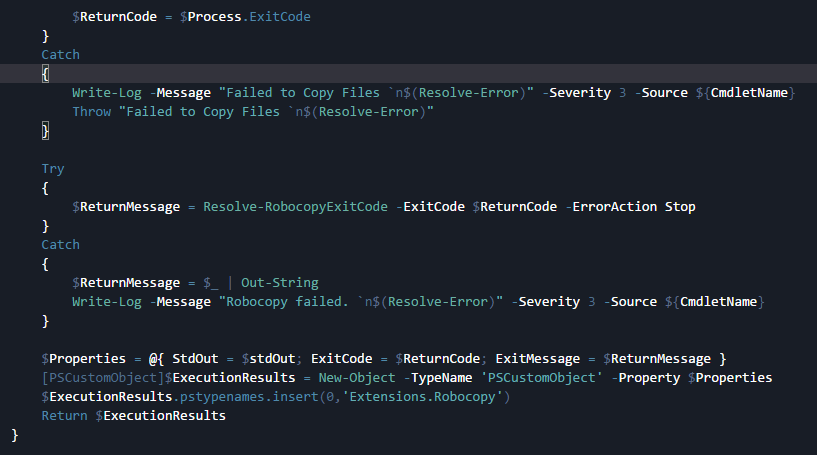 $ReturnCode = $Process.ExitCode
}
Catch
{
Write-Log -Message "Failed to Copy Files `n$(Resolve-Error)" -Severity 3 -Source ${CmdletName}
Throw "Failed to Copy Files `n$(Resolve-Error)"
}
Try
{
$ReturnMessage = Resolve-RobocopyExitCode -ExitCode $ReturnCode -ErrorAction Stop
}
Catch
{
$ReturnMessage = $_ | Out-String
Write-Log -Message "Robocopy failed. `n$(Resolve-Error)" -Severity 3 -Source ${CmdletName}
}
$Properties = @{ StdOut = $stdOut; ExitCode = $ReturnCode; ExitMessage = $ReturnMessage }
[PSCustomObject]$ExecutionResults = New-Object -TypeName 'PSCustomObject' -Property $Properties
$ExecutionResults.pstypenames.insert(0,'Extensions.Robocopy')
Return $ExecutionResults
}